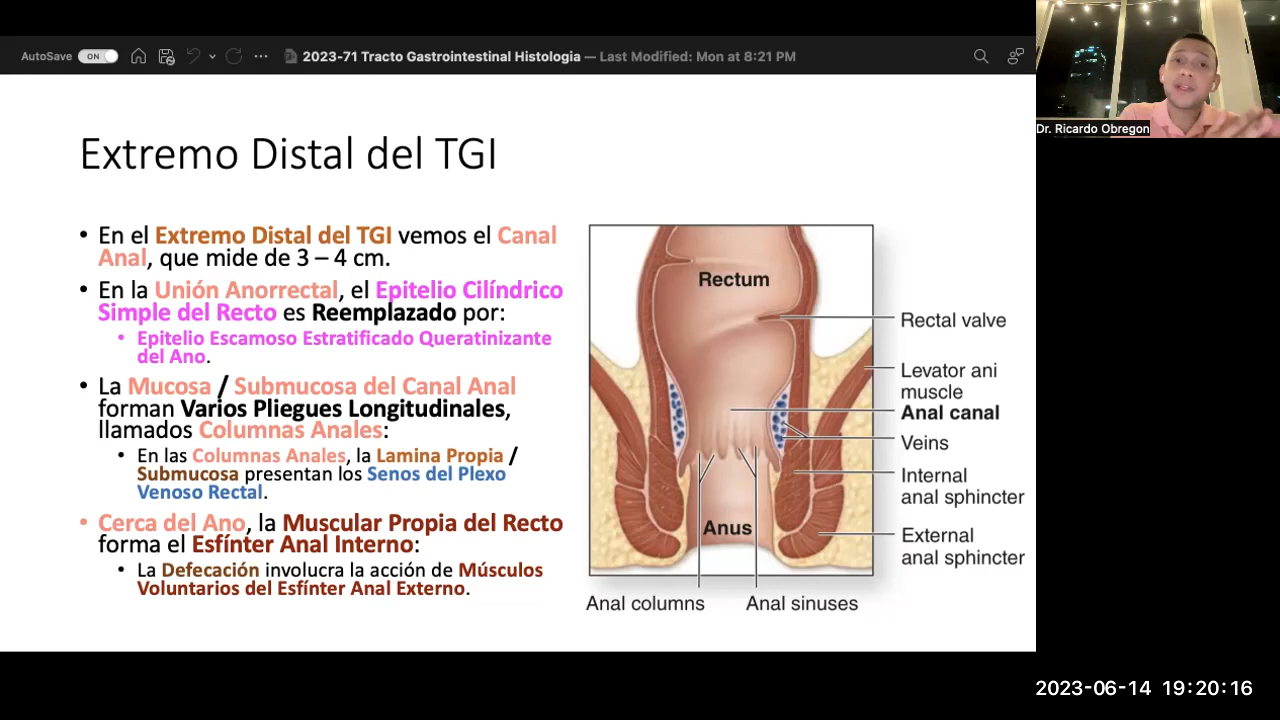 AutoSave ON ... 2023-71 Tracto Gastrointestinal Histologia — Last Modified: Mon at 8:21 PM
Dr. Ricardo Obregon
Extremo Distal del TGI
• En el Extremo Distal del TGI vemos el Canal
Anal, que mide de 3 – 4 cm.
• En la Unión Anorrectal, el Epitelio Cilíndrico
Simple del Recto es Reemplazado por:
• Epitelio Escamoso Estratificado Queratinizante
del Ano.
• La Mucosa / Submucosa del Canal Anal
forman Varios Pliegues Longitudinales,
llamados Columnas Anales:
• En las Columnas Anales, la Lamina Propia /
Submucosa presentan los Senos del Plexo
Venoso Rectal.
• Cerca del Ano, la Muscular Propia del Recto
forma el Esfínter Anal Interno:
• La Defecación involucra la acción de Músculos
Voluntarios del Esfínter Anal Externo.
Rectum
Rectal valve
Levator ani
muscle
Anal canal
Veins
Internal
anal sphincter
Anus
External
anal sphincter
Anal columns
Anal sinuses
2023-06-14 19:20:16